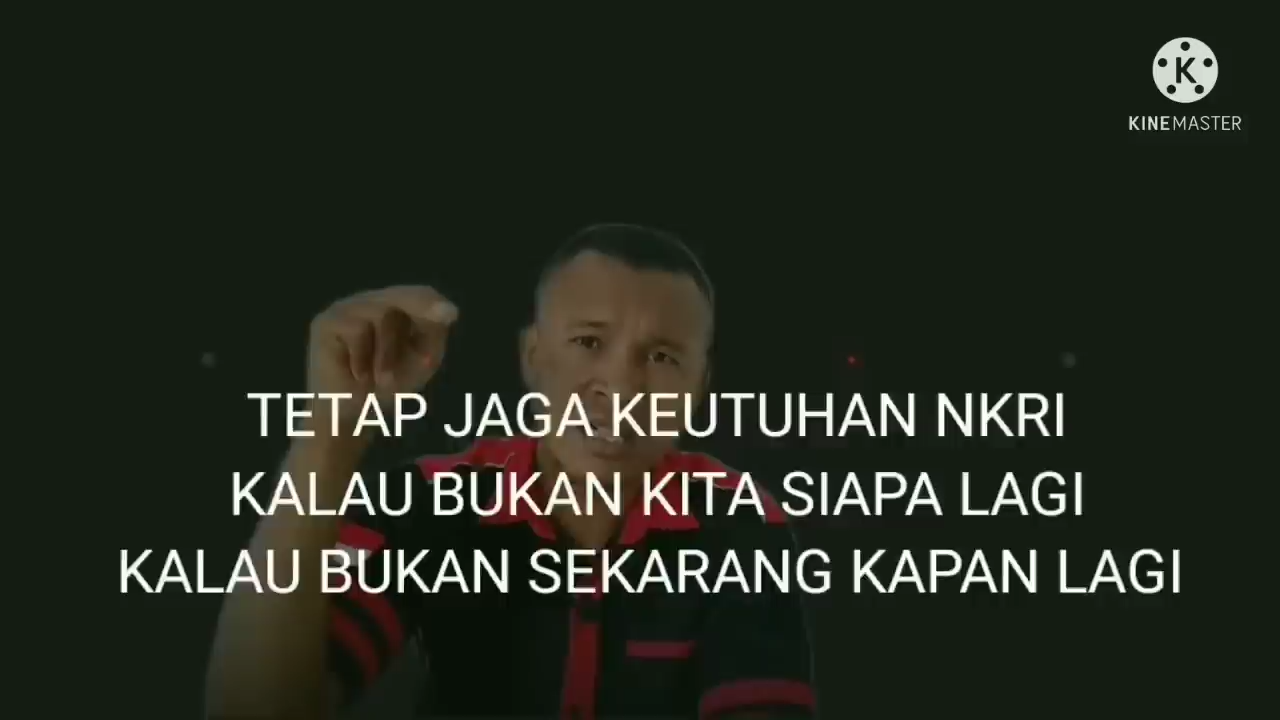 KINEMASTER
TETAP JAGA KEUTUHAN NKRI
KALAU BUKAN KITA SIAPA LAGI
KALAU BUKAN SEKARANG KAPAN LAGI